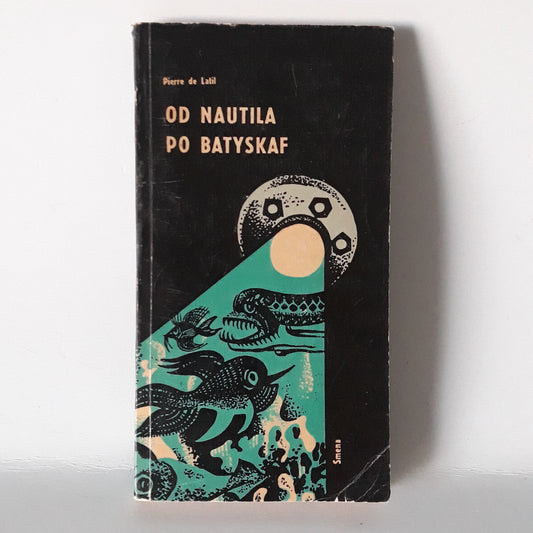 Pierre de Latil
OD NAUTILA
PO BATYSKAF
Smena